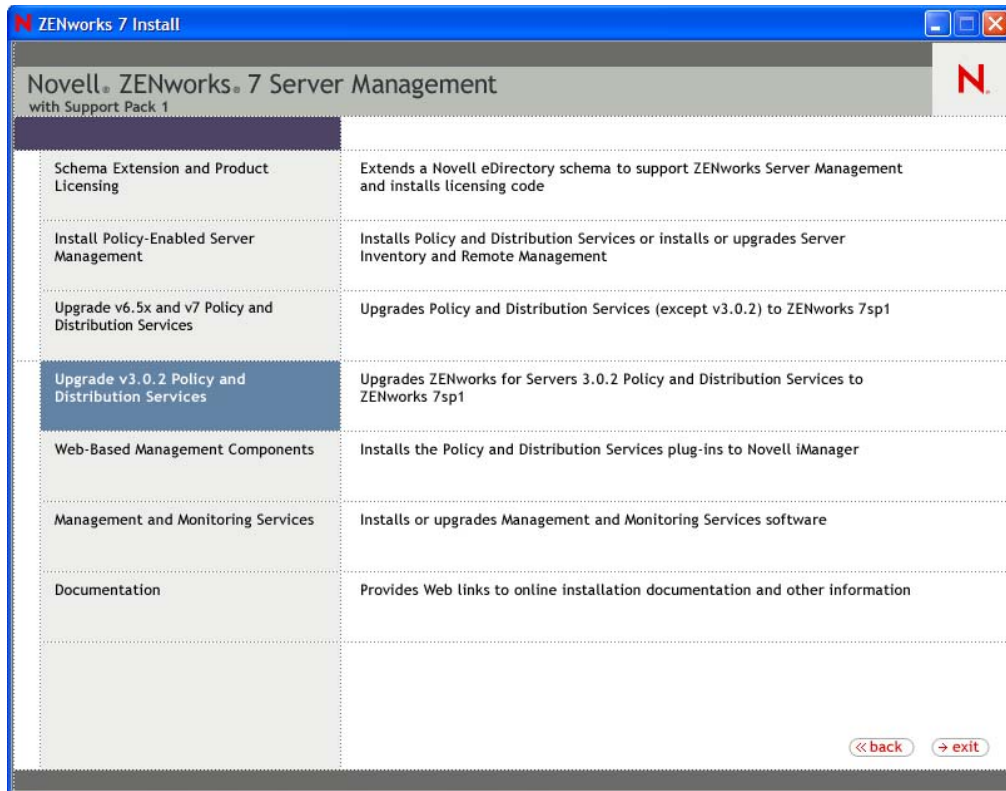 N ZENworks 7 Install
Novell® ZENworks® 7 Server Management
with Support Pack 1
N®
Schema Extension and Product
Licensing
Extends a Novell eDirectory schema to support ZENworks Server Management
and installs licensing code
Install Policy-Enabled Server
Management
Installs Policy and Distribution Services or installs or upgrades Server
Inventory and Remote Management
Upgrade v6.5x and v7 Policy and
Distribution Services
Upgrades Policy and Distribution Services (except v3.0.2) to ZENworks 7sp1
Upgrade v3.0.2 Policy and
Distribution Services
Upgrades ZENworks for Servers 3.0.2 Policy and Distribution Services to
ZENworks 7sp1
Web-Based Management Components
Installs the Policy and Distribution Services plug-ins to Novell iManager
Management and Monitoring Services
Installs or upgrades Management and Monitoring Services software
Documentation
Provides Web links to online installation documentation and other information
« back
→ exit